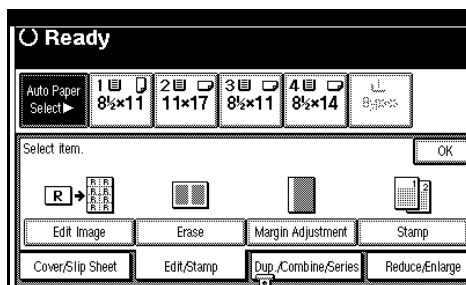 Ready
Auto Paper
Select▶
1
8½×11
2
11×17
3
8½×11
4
8½×14
Bypass
Select item.
OK
R R
R R
R R
R R
R
1 2
Edit Image
Erase
Margin Adjustment
Stamp
Cover/Slip Sheet
Edit/Stamp
Dup./Combine/Series
Reduce/Enlarge